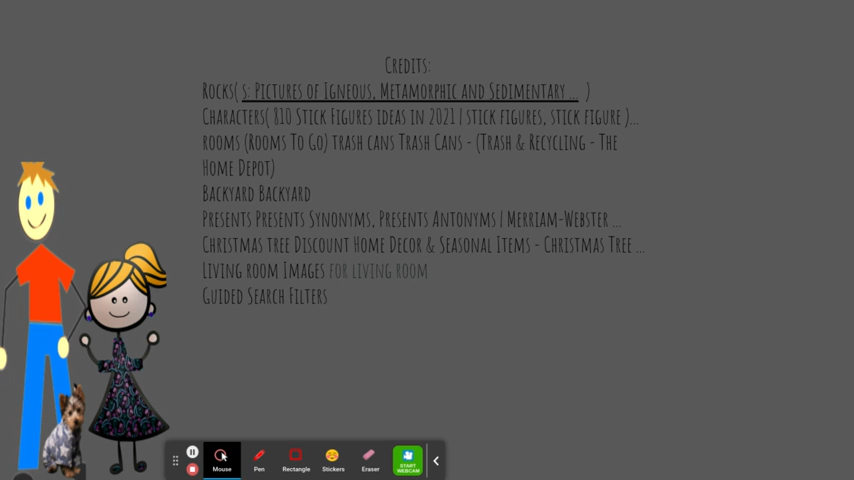 Credits:
Rocks( s: Pictures of Igneous, Metamorphic and Sedimentary ... )
Characters( 810 Stick Figures ideas in 2021 | stick figures, stick figure )...
rooms (Rooms To Go) trash cans Trash Cans - (Trash & Recycling - The
Home Depot)
Backyard Backyard
Presents Presents Synonyms, Presents Antonyms | Merriam-Webster ...
Christmas tree Discount Home Decor & Seasonal Items - Christmas Tree ...
Living room Images for living room
Guided Search Filters
Mouse
Pen
Rectangle
Stickers
Eraser
START
WEBCAM